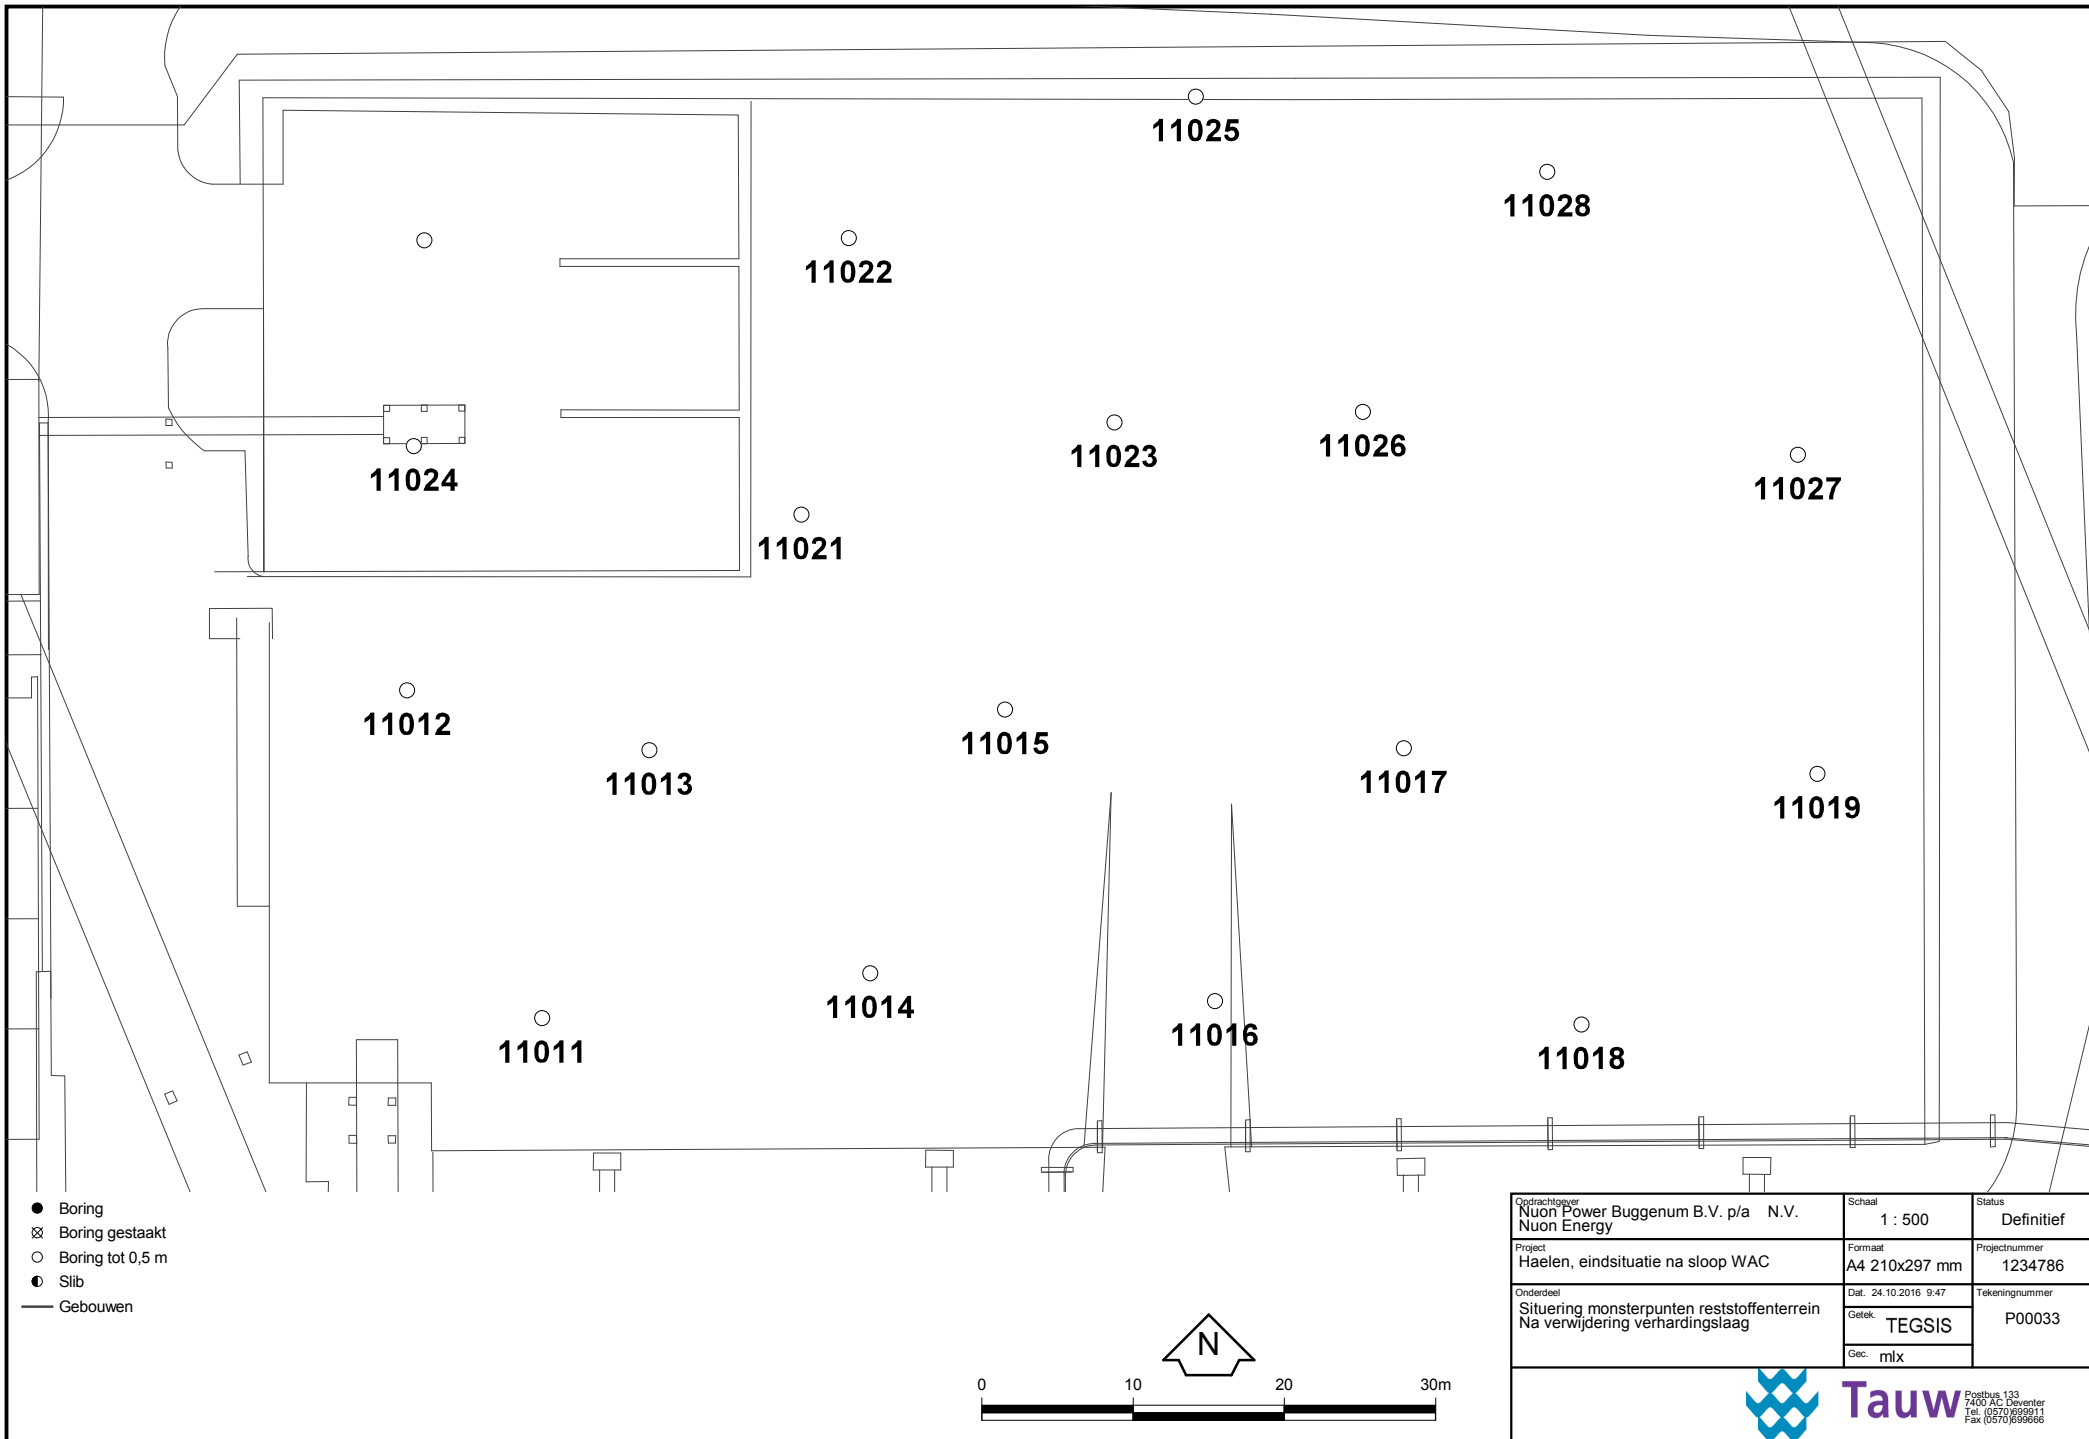 11025
11028
11022
11023
11026
11024
11027
11021
11012
11015
11013
11017
11019
11014
11016
11011
11018
Boring
Boring gestaakt
Boring tot 0,5 m
Slib
Gebouwen
N
0 10 20 30m
Opdrachtgever
Nuon Power Buggenum B.V. p/a N.V.
Nuon Energy
Schaal
1 : 500
Status
Definitief
Project
Haelen, eindsituatie na sloop WAC
Formaat
A4 210x297 mm
Projectnummer
1234786
Onderdeel
Situering monsterpunten reststoffenterrein
Na verwijdering verhardingslaag
Dat. 24.10.2016 9:47
Getek. TEGSIS
Gec. mlx
Tekeningnummer
P00033
Tauw
Postbus 133
7400 AC Deventer
Tel. (0570)699911
Fax (0570)699666